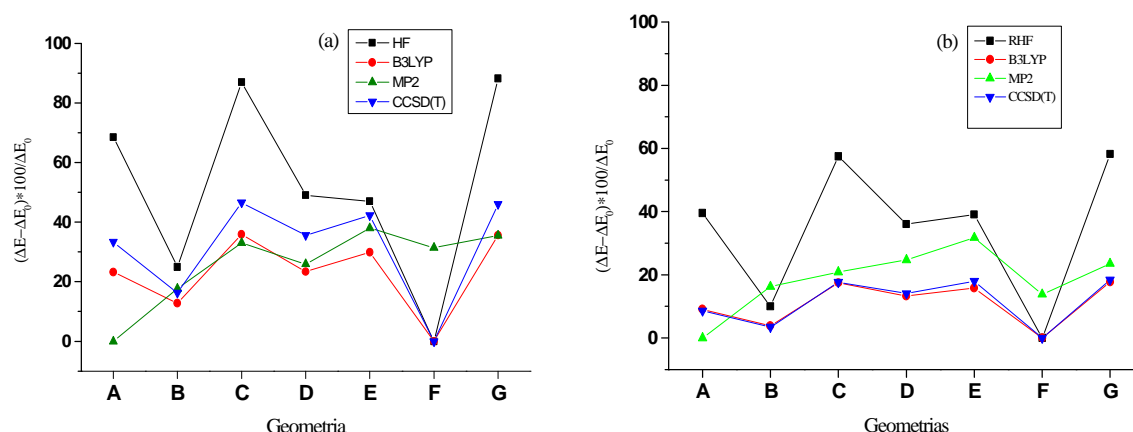 (a)
HF
B3LYP
MP2
CCSD(T)
100
80
60
40
20
0
(ΔE−ΔE₀)*100/ΔE₀
A B C D E F G
Geometria
(b)
RHF
B3LYP
MP2
CCSD(T)
100
80
60
40
20
0
(ΔE−ΔE₀)*100/ΔE₀
A B C D E F G
Geometrias